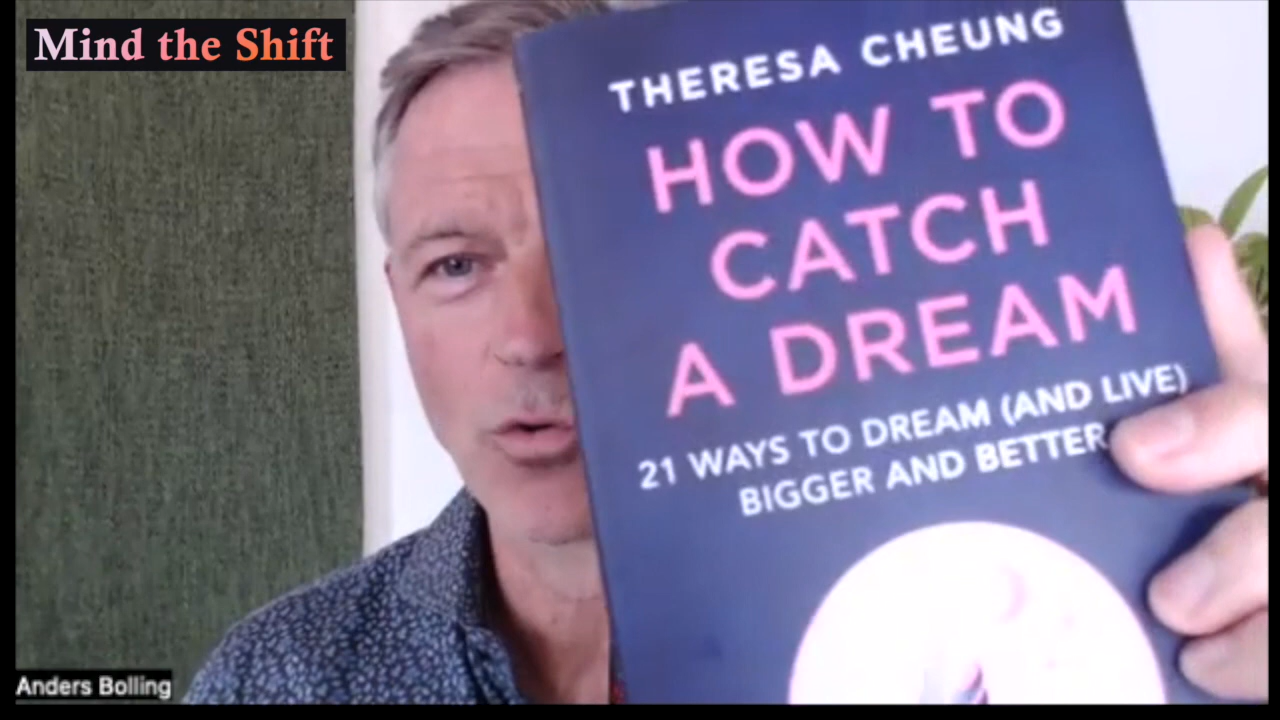 Mind the Shift
THERESA CHEUNG
HOW TO
CATCH
A DREAM
21 WAYS TO DREAM (AND LIVE)
BIGGER AND BETTER
Anders Bolling